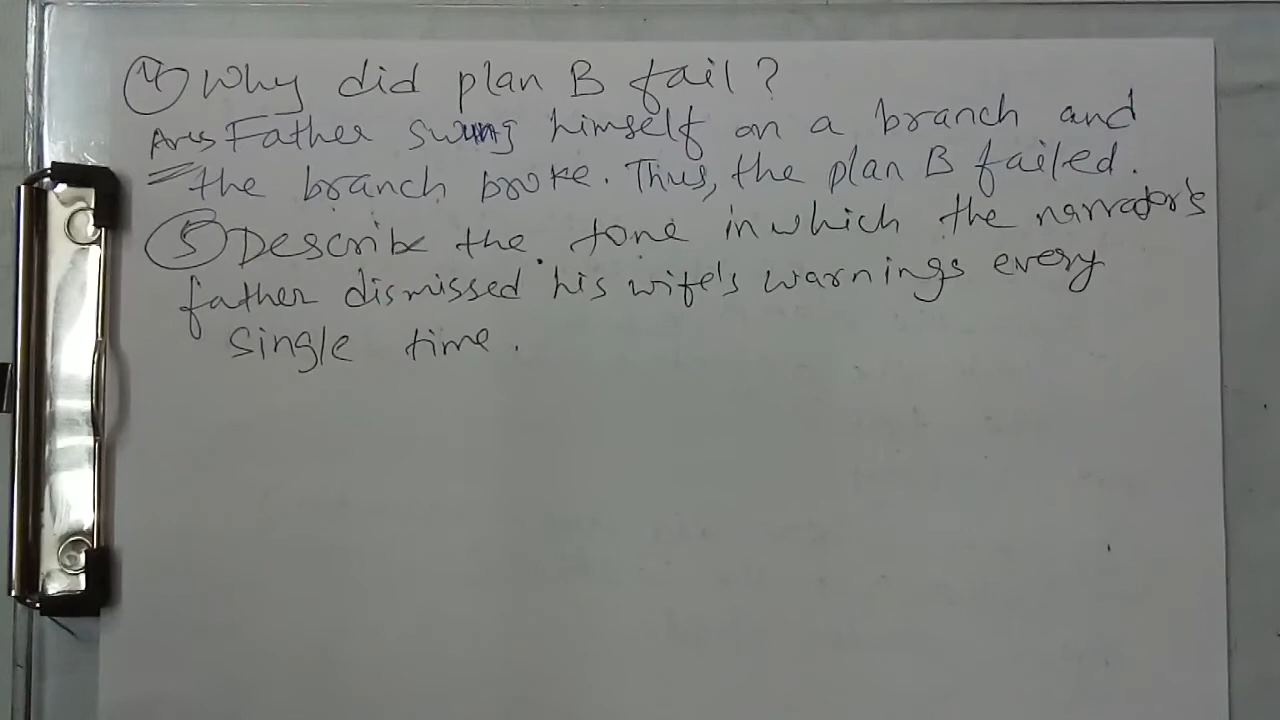 4) Why did plan B fail?
Ans Father swung himself on a branch and
the branch broke. Thus, the plan B failed.
5) Describe the tone in which the narrator's
father dismissed his wife's warnings every
single time.